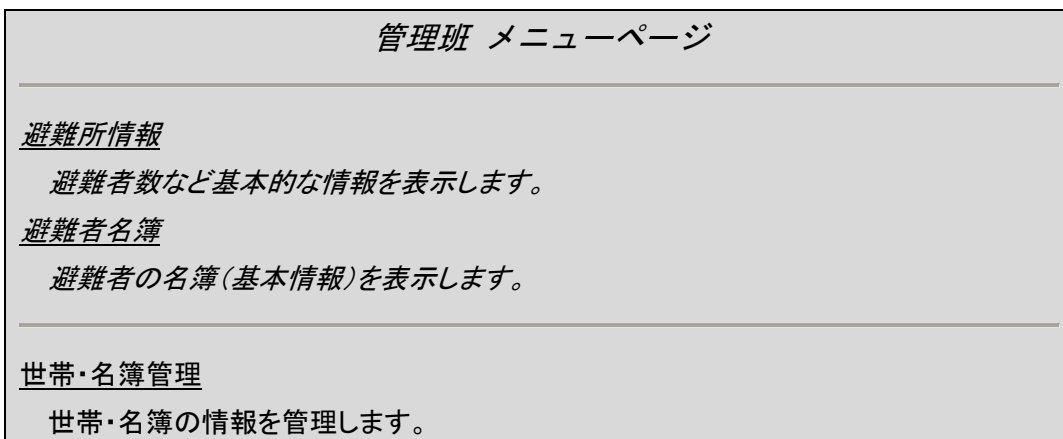 管理班 メニューページ
避難所情報
避難者数など基本的な情報を表示します。
避難者名簿
避難者の名簿（基本情報）を表示します。
世帯・名簿管理
世帯・名簿の情報を管理します。